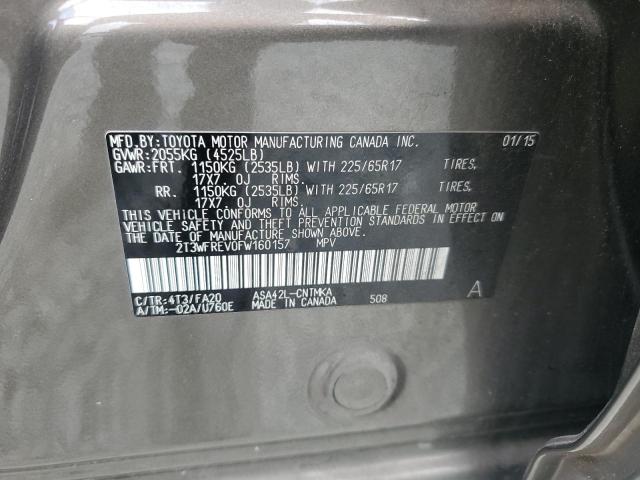 MFD.BY:TOYOTA MOTOR MANUFACTURING CANADA INC. 01/15
GVWR:2055KG (4525LB)
GAWR:FRT. 1150KG (2535LB) WITH 225/65R17 TIRES,
17X7.0J RIMS.
RR. 1150KG (2535LB) WITH 225/65R17 TIRES,
17X7.0J RIMS.
THIS VEHICLE CONFORMS TO ALL APPLICABLE FEDERAL MOTOR
VEHICLE SAFETY AND THEFT PREVENTION STANDARDS IN EFFECT ON
THE DATE OF MANUFACTURE SHOWN ABOVE.
2T3WFREV0FW160157 MPV
C/TR:4T3/FA20 ASA42L-CNTMKA
A/TM:-02A/U760E MADE IN CANADA 508 A